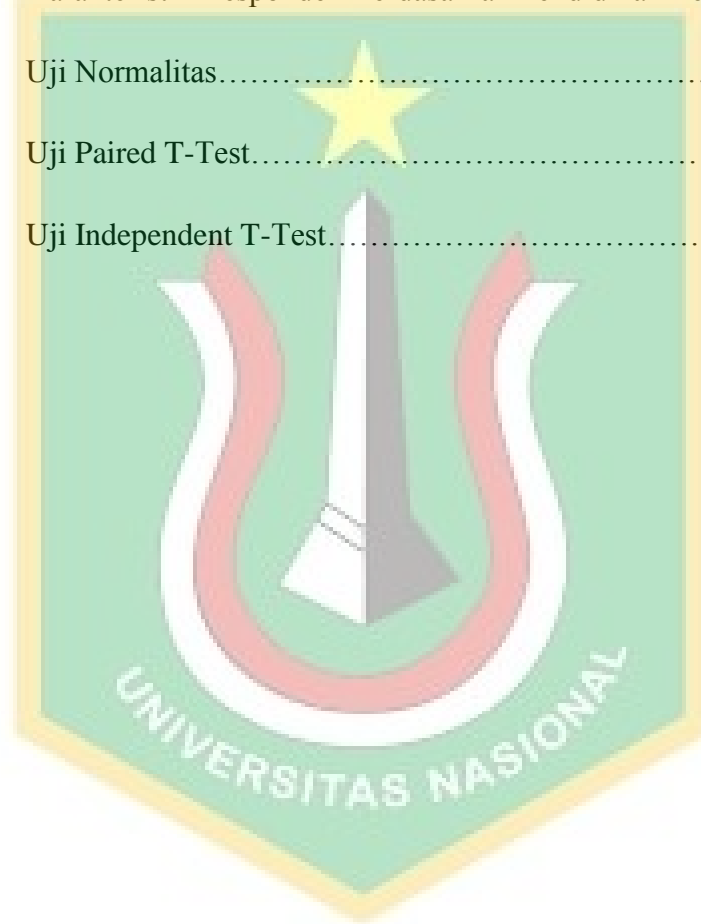 Uji Normalitas……………………………………………
Uji Paired T-Test…………………………………………
Uji Independent T-Test……………………………………
UNIVERSITAS NASIONAL